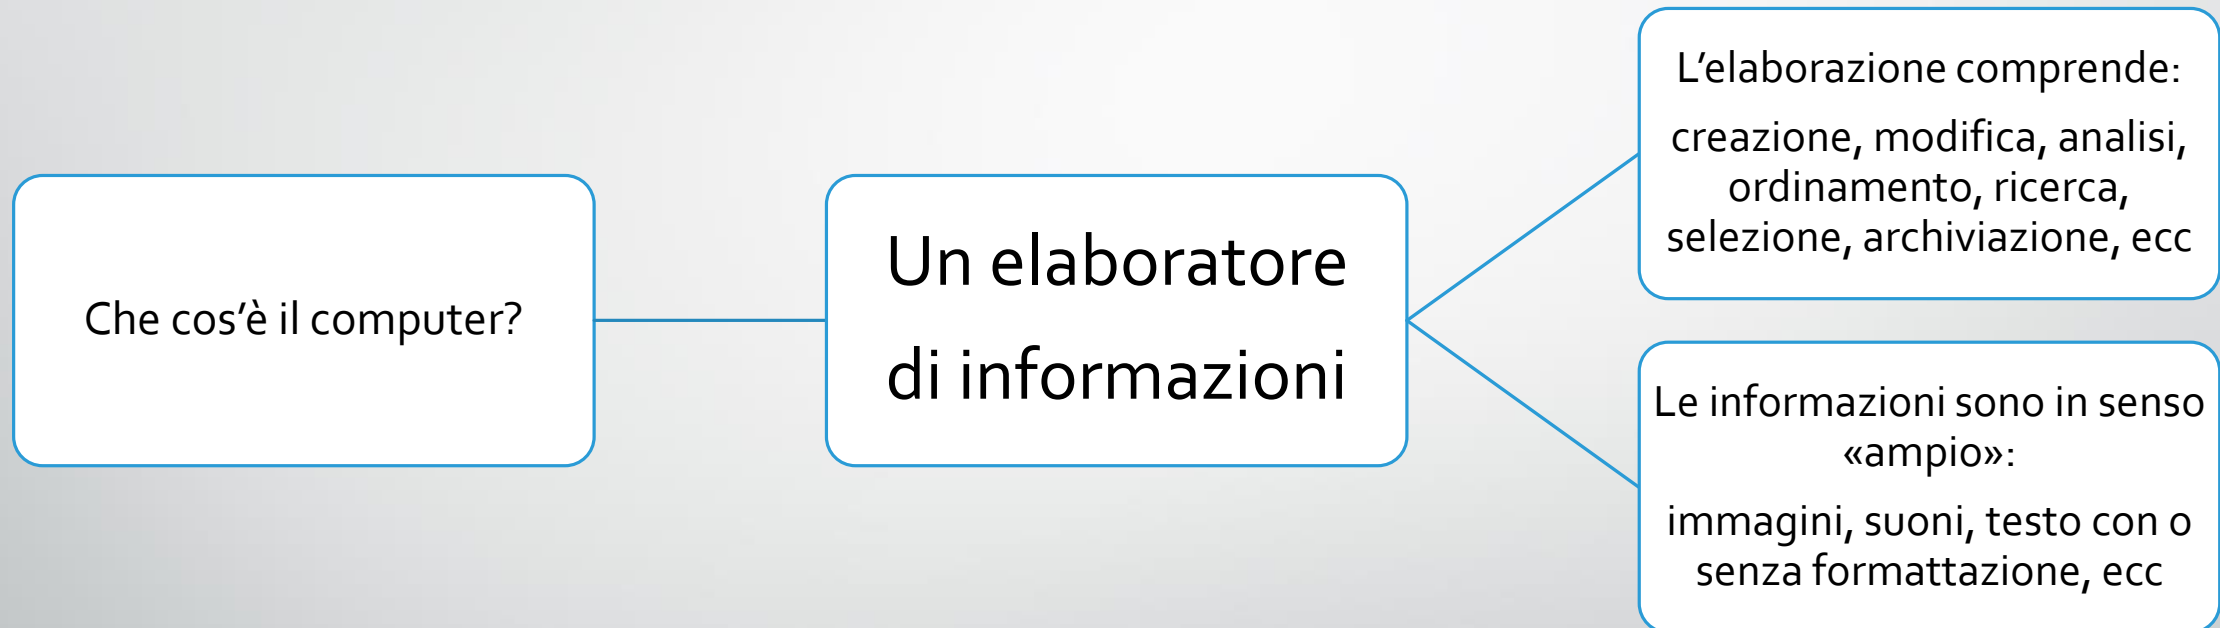 Che cos’è il computer?
Un elaboratore
di informazioni
L’elaborazione comprende:
creazione, modifica, analisi,
ordinamento, ricerca,
selezione, archiviazione, ecc
Le informazioni sono in senso
«ampio»:
immagini, suoni, testo con o
senza formattazione, ecc